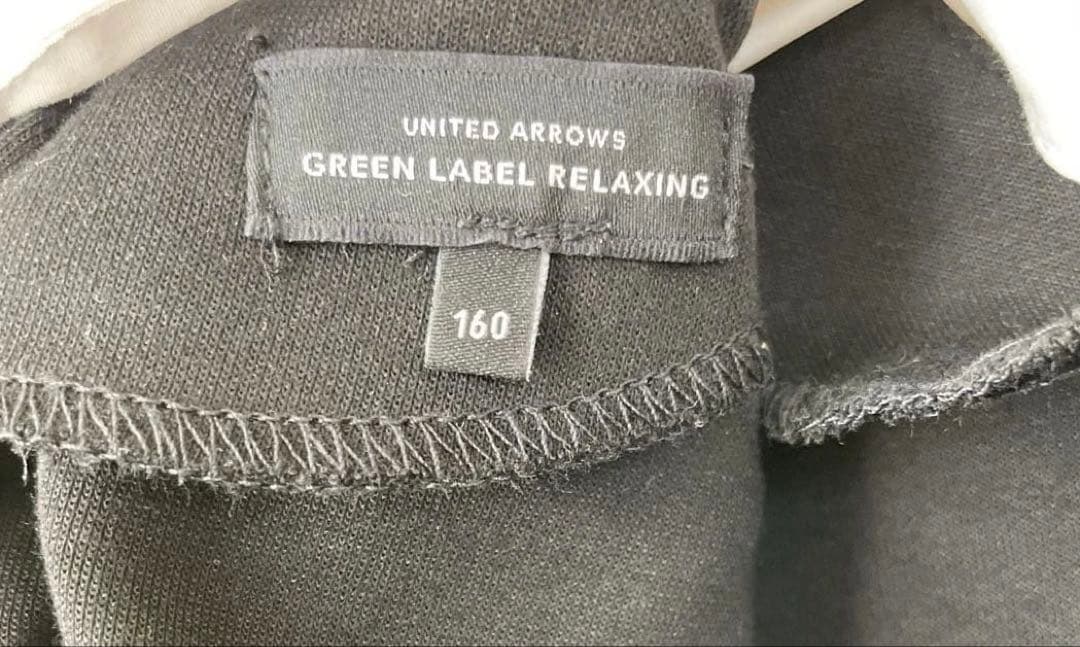 UNITED ARROWS
GREEN LABEL RELAXING
160